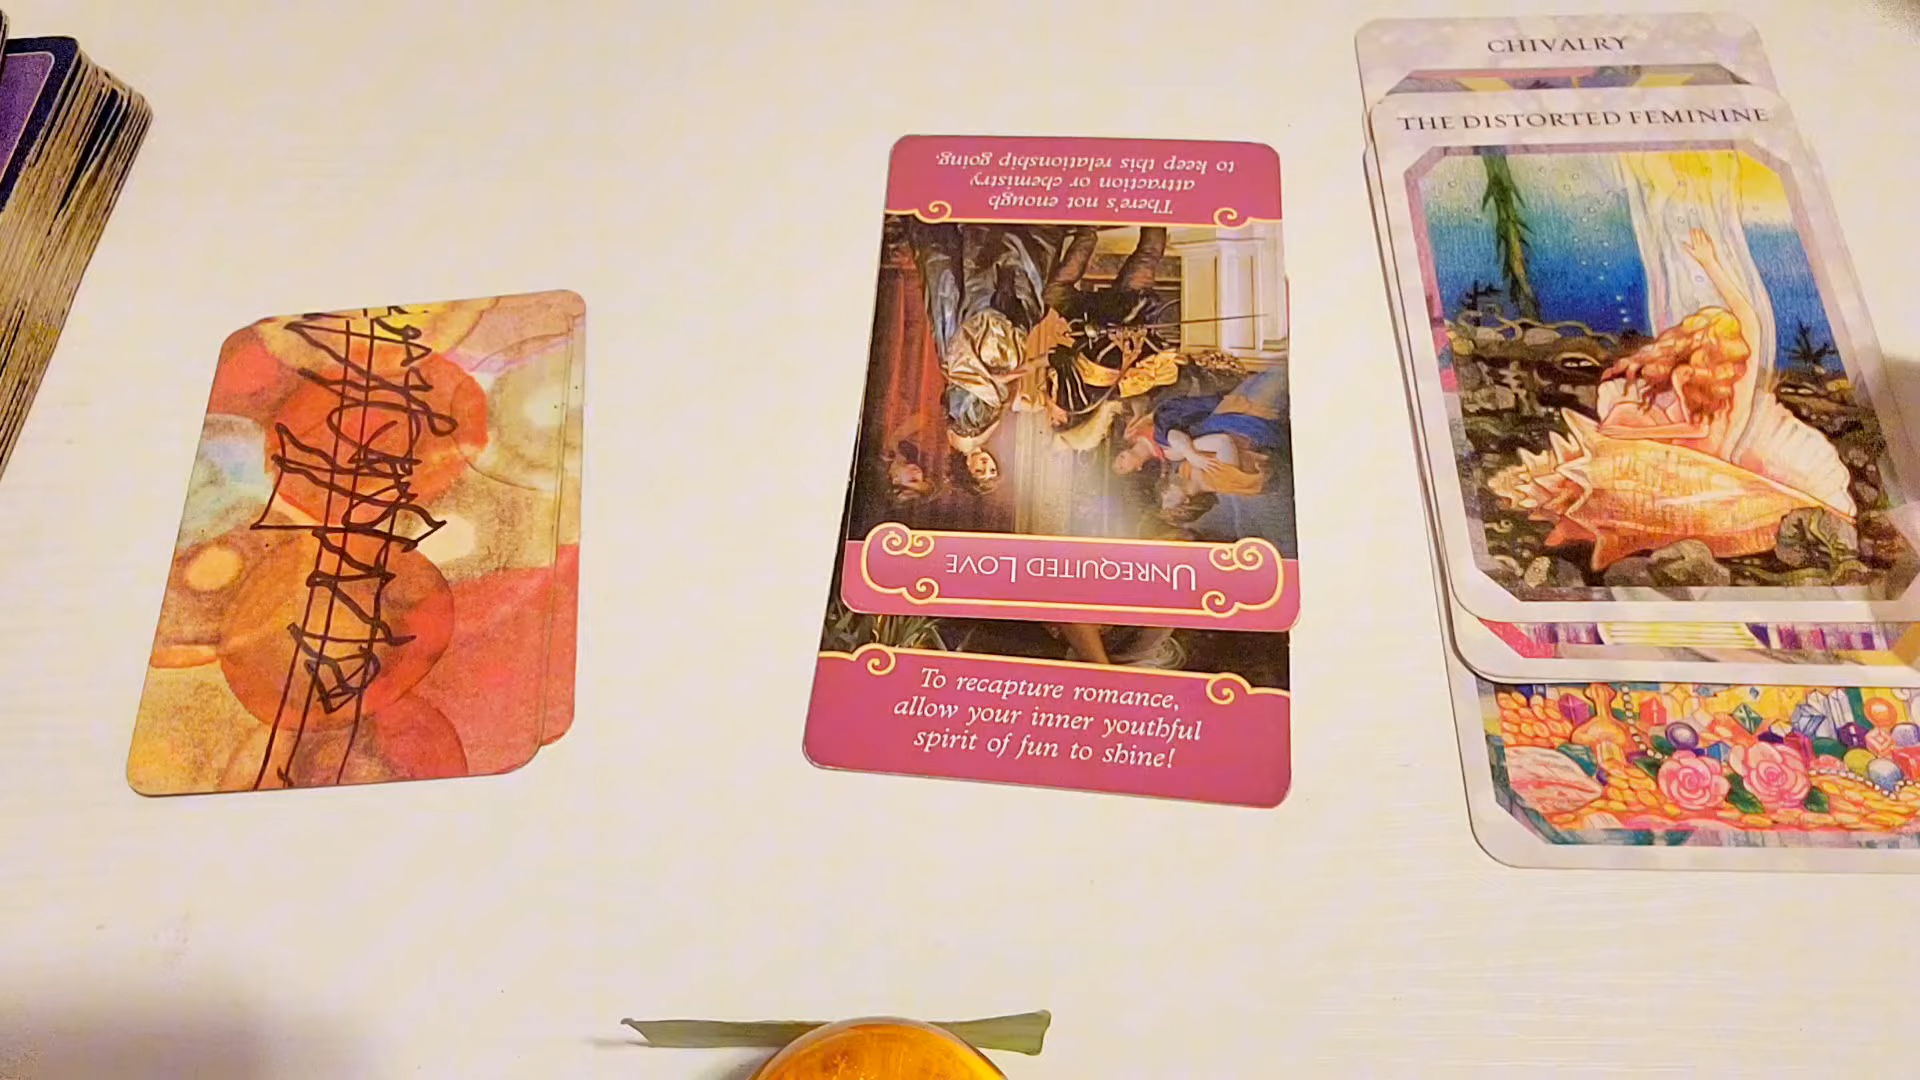 CHIVALRY
THE DISTORTED FEMININE
There's not enough
attraction or chemistry
to keep this relationship going.
UNREQUITED LOVE
To recapture romance,
allow your inner youthful
spirit of fun to shine!